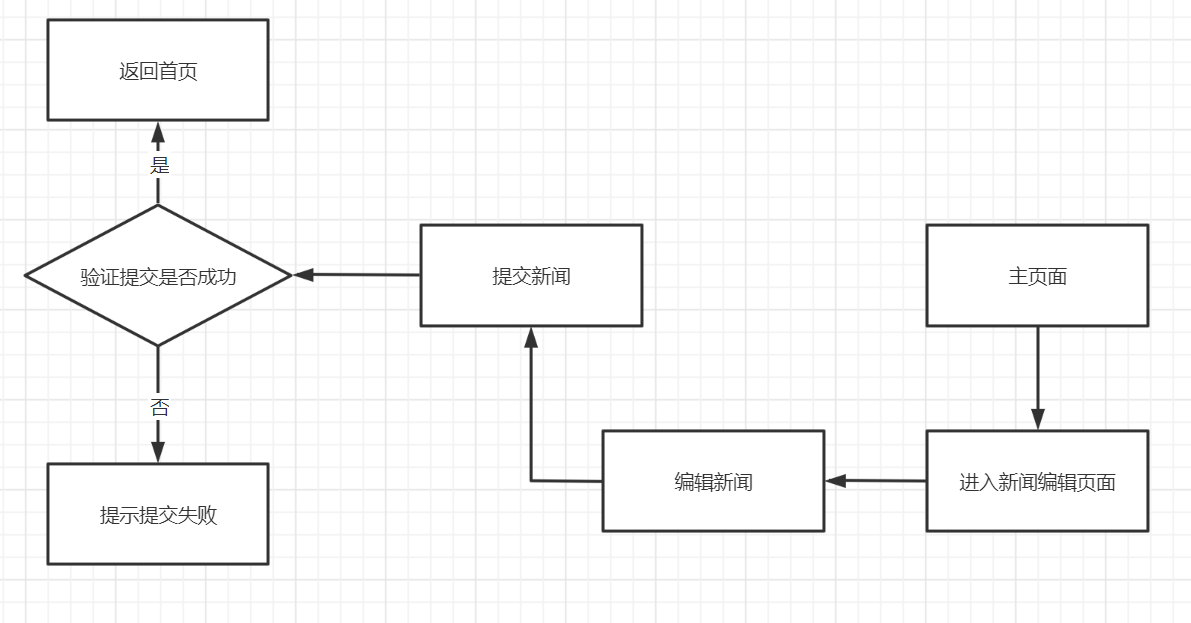 返回首页
是
验证提交是否成功
提交新闻
主页面
否
编辑新闻
进入新闻编辑页面
提示提交失败